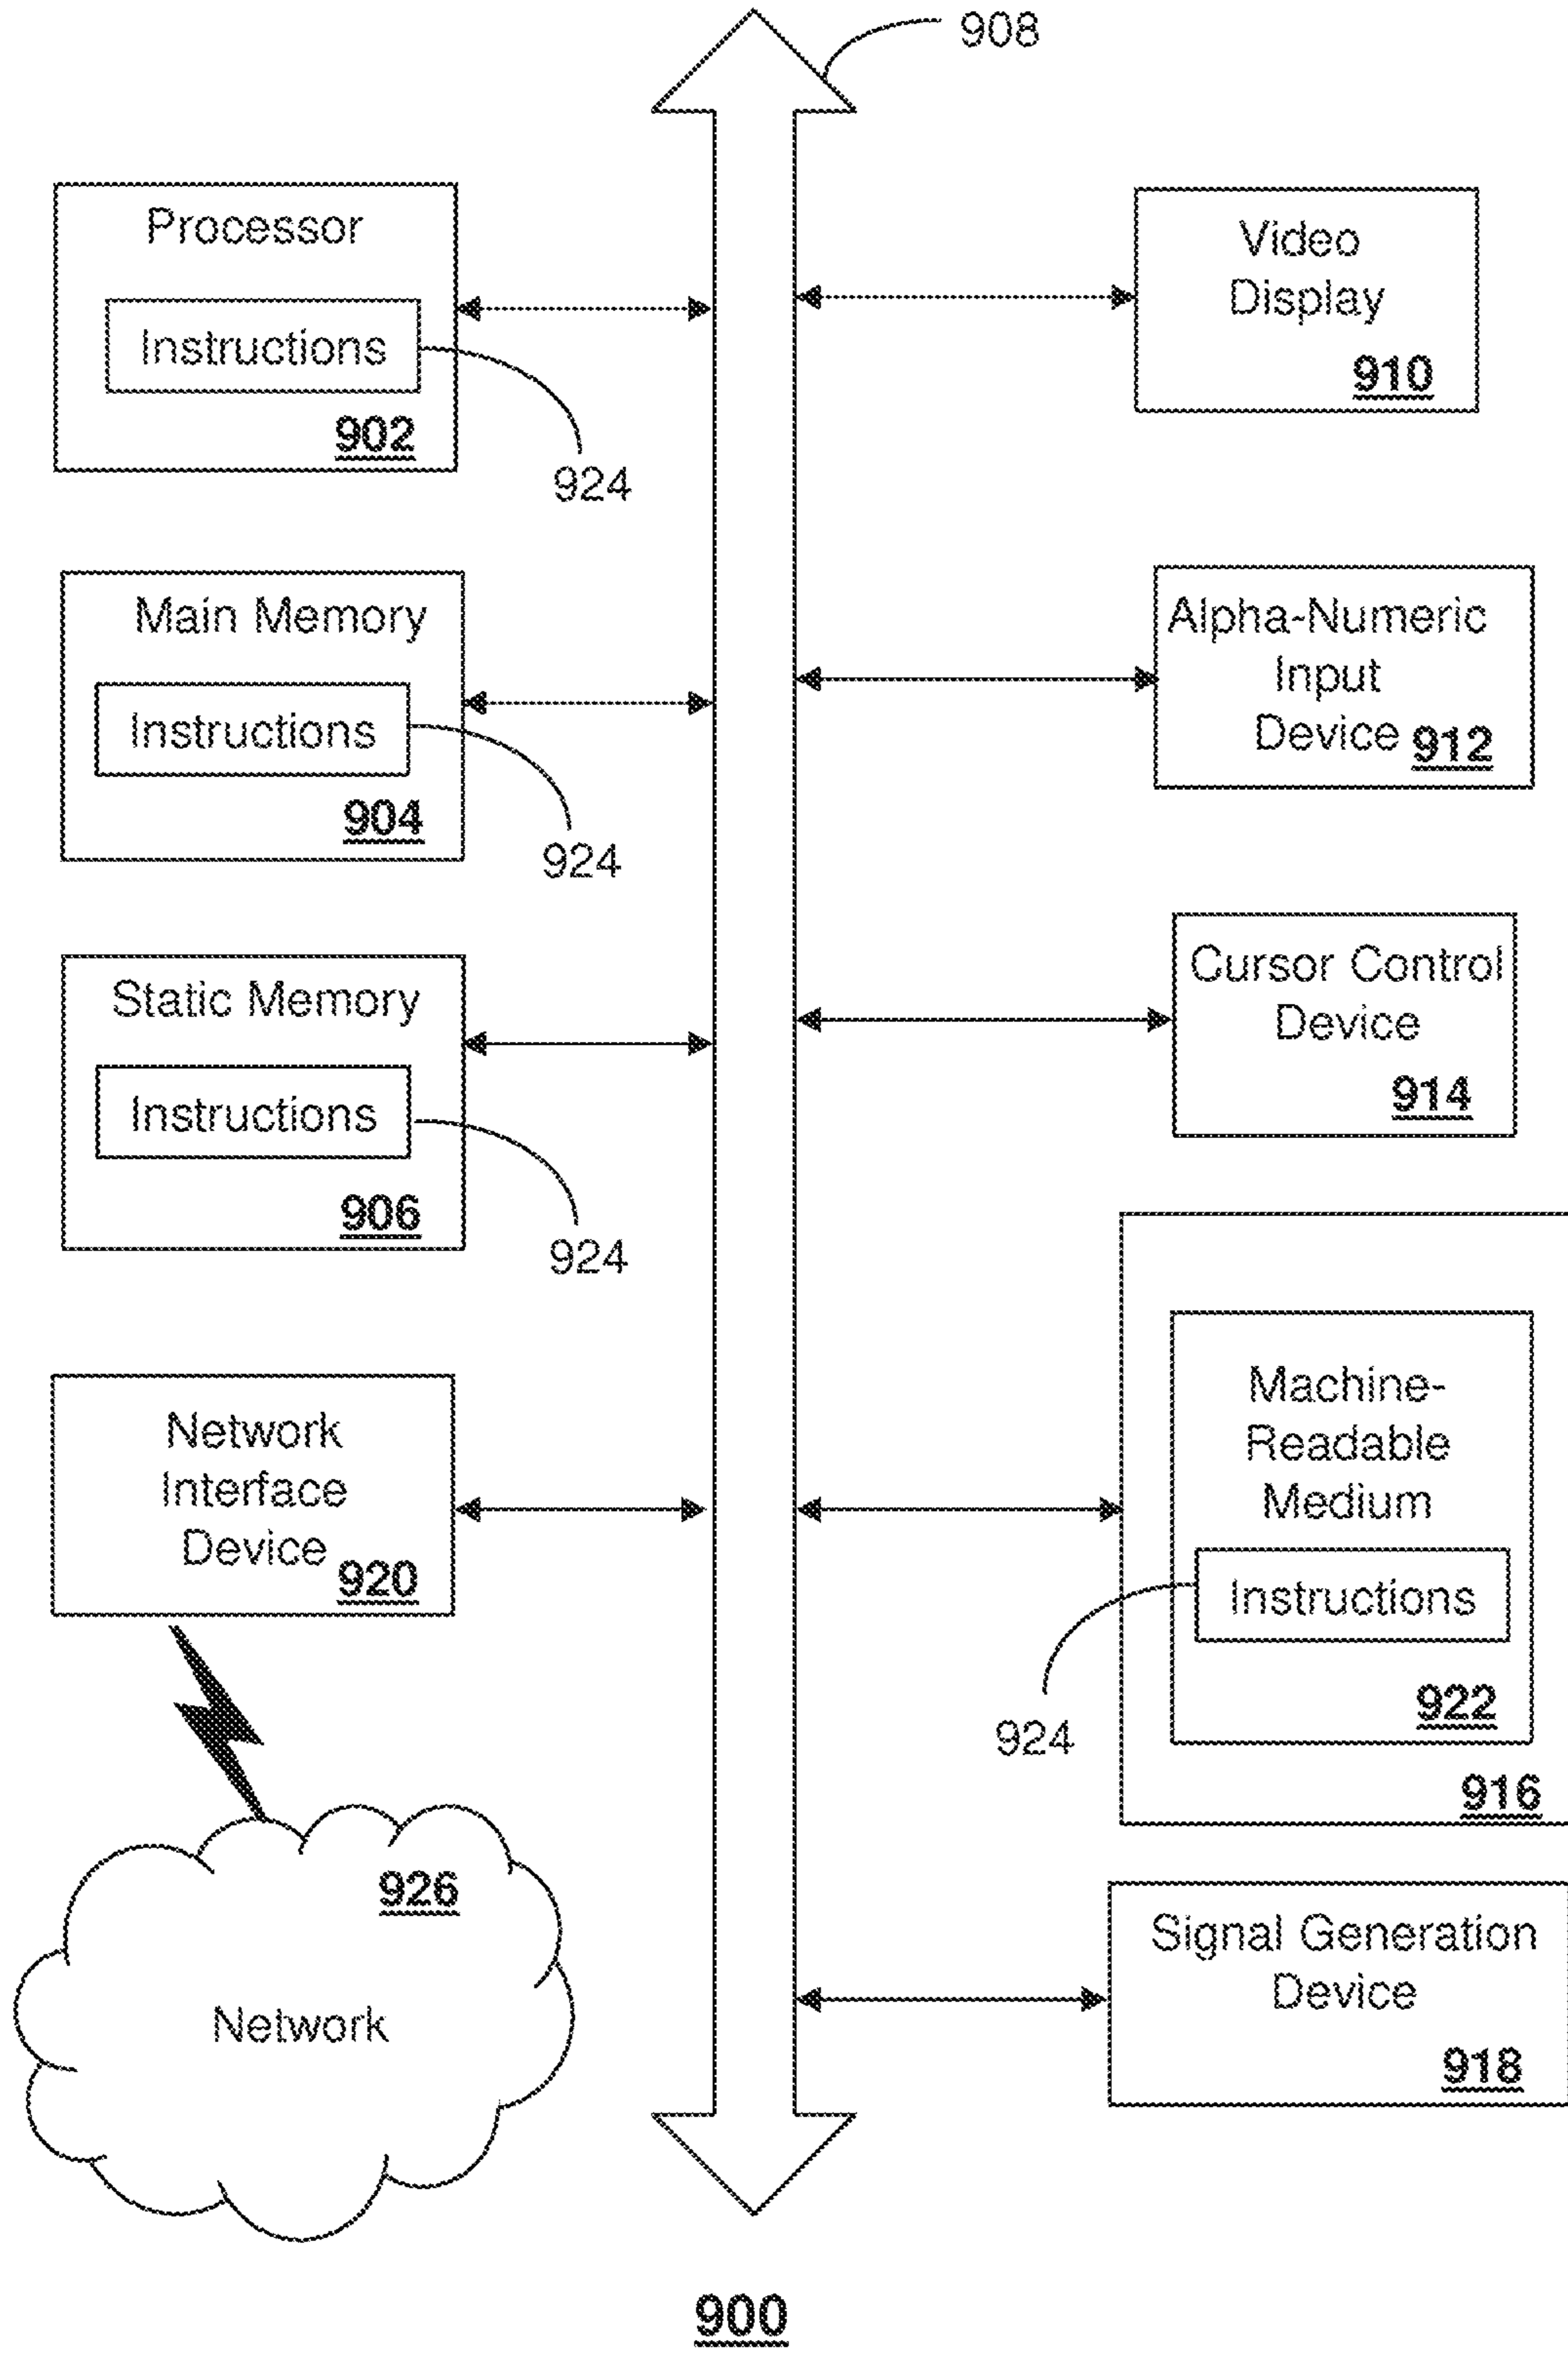 908
Processor
Instructions
902
924
Main Memory
Instructions
904
924
Static Memory
Instructions
906
924
Network
Interface
Device
920
926
Network
Video
Display
910
Alpha-Numeric
Input
Device 912
Cursor Control
Device
914
Machine-
Readable
Medium
Instructions
924
922
916
Signal Generation
Device
918
900